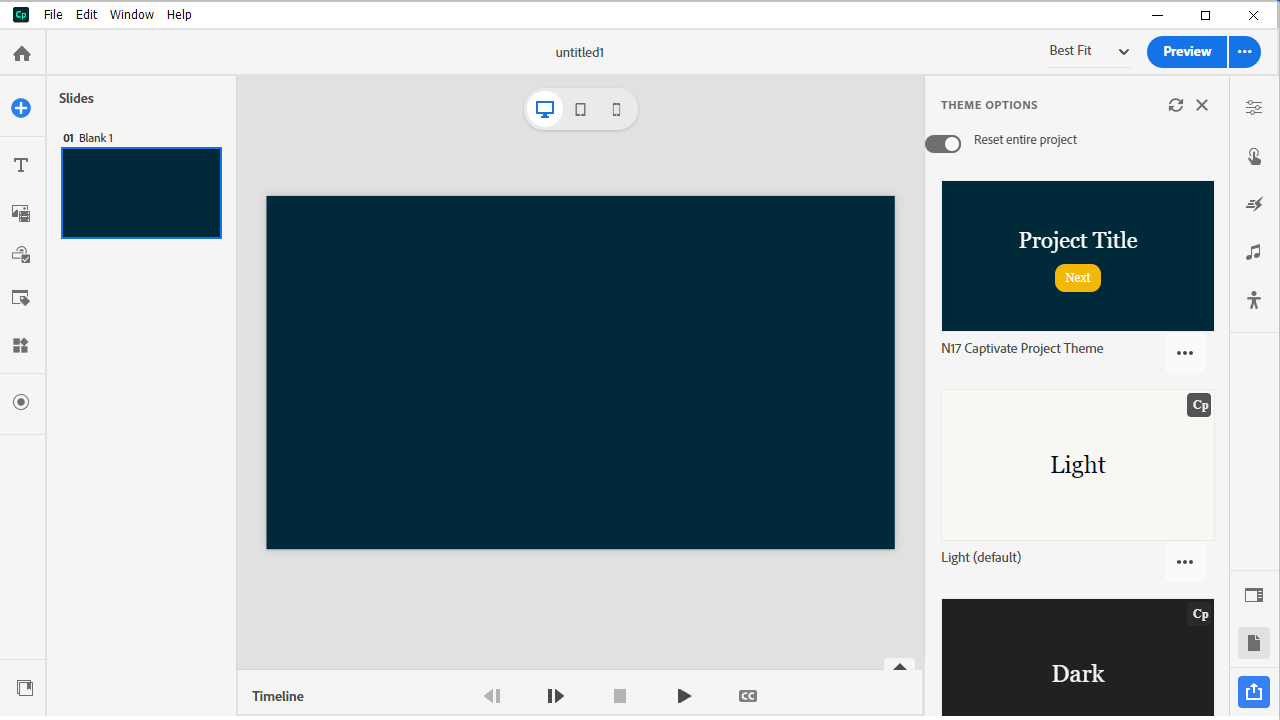 Cp File Edit Window Help
untitled1
Best Fit
Preview
Slides
01 Blank 1
THEME OPTIONS
Reset entire project
Project Title
Next
N17 Captivate Project Theme
Cp
Light
Light (default)
Cp
Dark
Timeline
CC